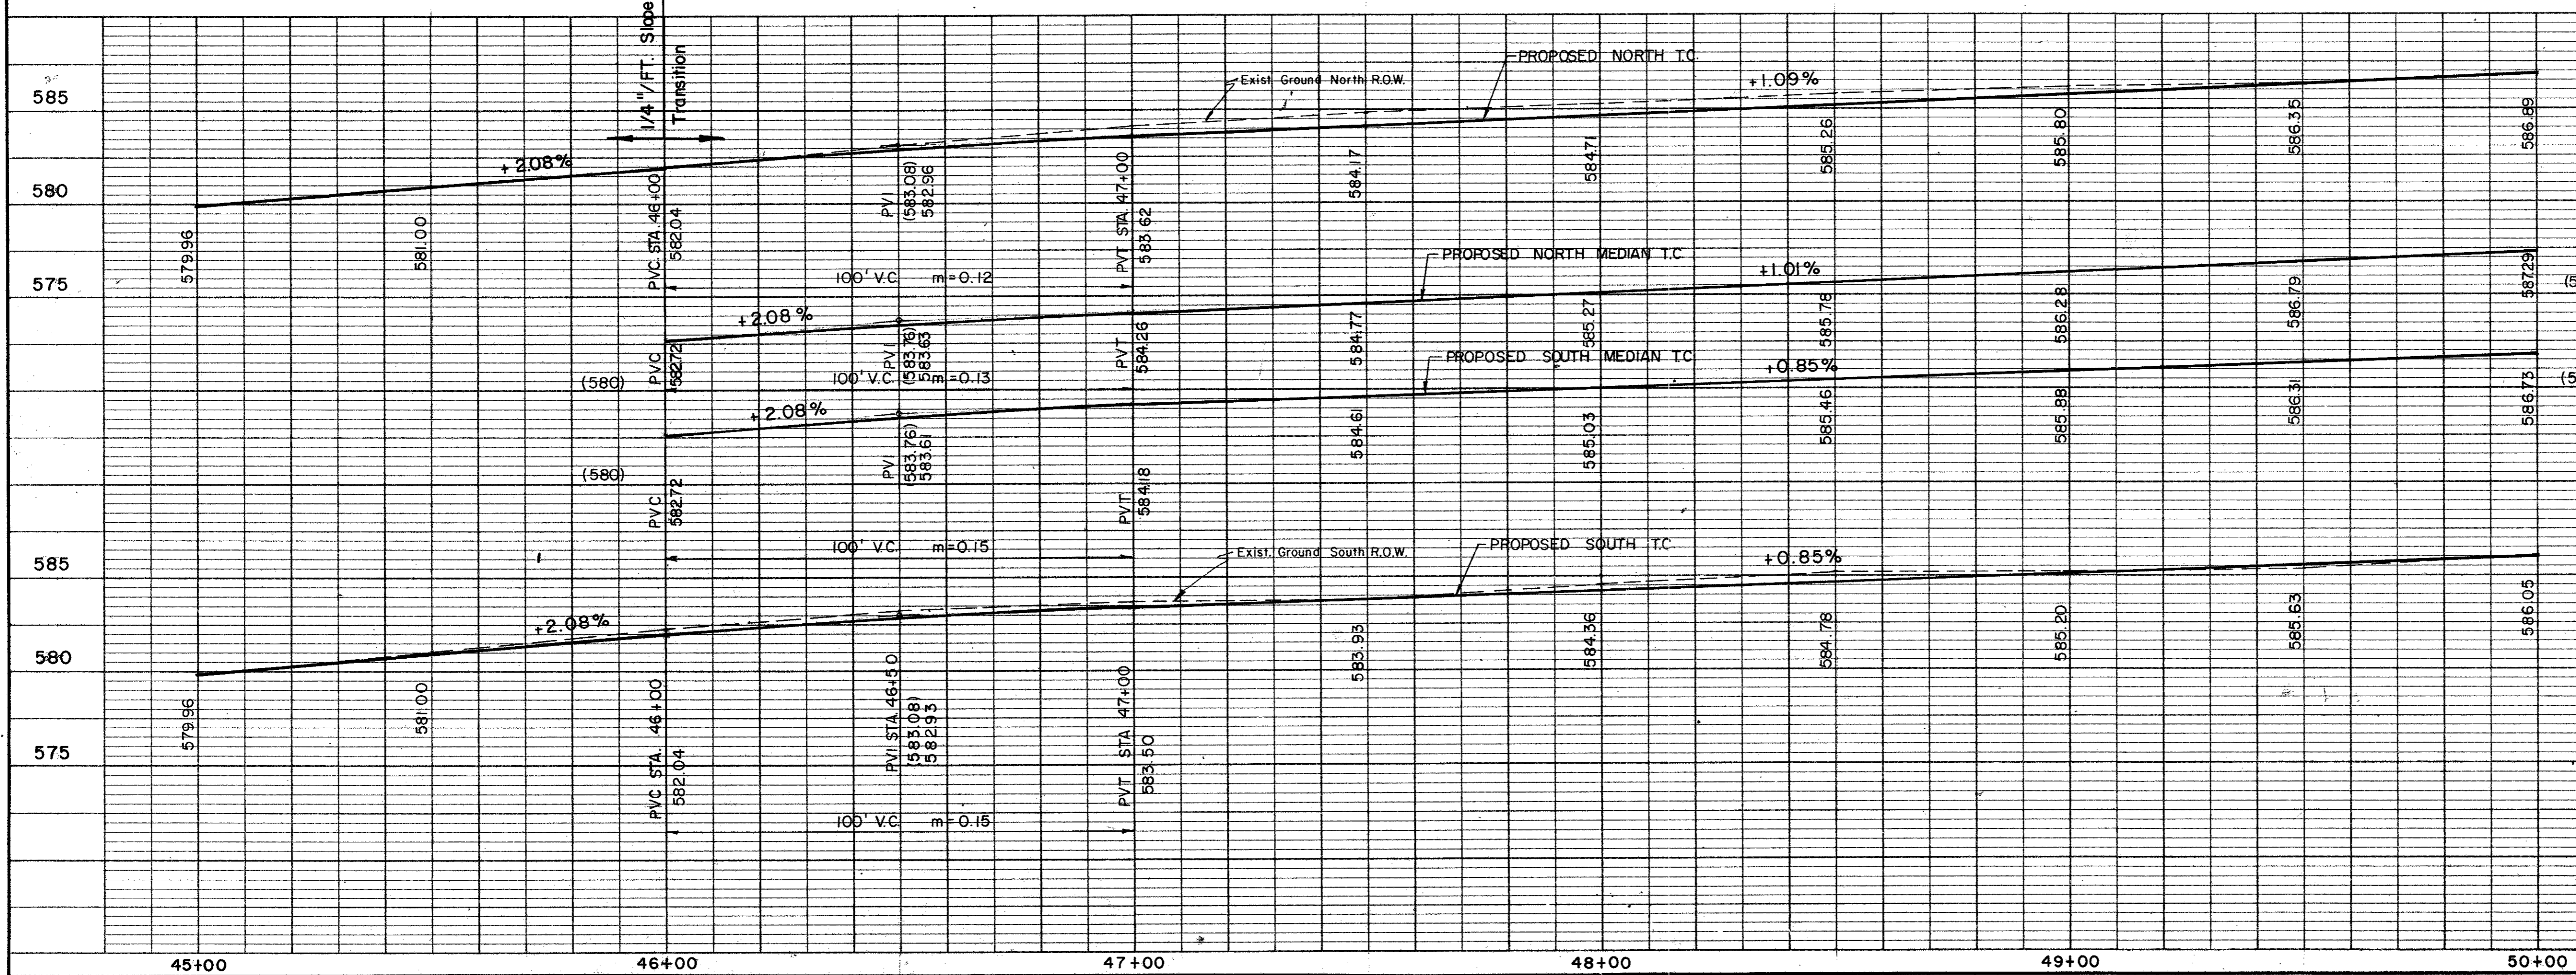 1/4"/FT. Slope
Transition
585
580
575
585
580
575
+2.08%
Exist. Ground North R.O.W.
PROPOSED NORTH T.C.
+1.09%
579.96
581.00
PVC. STA. 46+00
582.04
PVI
(583.08)
582.96
PVT STA. 47+00
583.62
584.17
584.71
585.26
585.80
586.35
586.89
100' V.C. m=0.12
+2.08%
PROPOSED NORTH MEDIAN T.C.
+1.01%
(580)
PVC
582.72
PVI
(583.76)
583.63
PVT
584.26
584.77
585.27
585.78
586.28
586.79
587.29
(5
100' V.C. m=0.13
+2.08%
PROPOSED SOUTH MEDIAN T.C.
+0.85%
(580)
PVC
582.72
PVI
(583.76)
583.61
PVT
584.18
584.61
585.03
585.46
585.88
586.31
586.73
(5
100' V.C. m=0.15
+2.08%
Exist. Ground South R.O.W.
PROPOSED SOUTH T.C.
+0.85%
579.96
581.00
PVC STA. 46+00
582.04
PVI STA. 46+50
(583.08)
582.93
PVT STA. 47+00
583.50
583.93
584.36
584.78
585.20
585.63
586.05
100' V.C. m=0.15
45+00 46+00 47+00 48+00 49+00 50+00